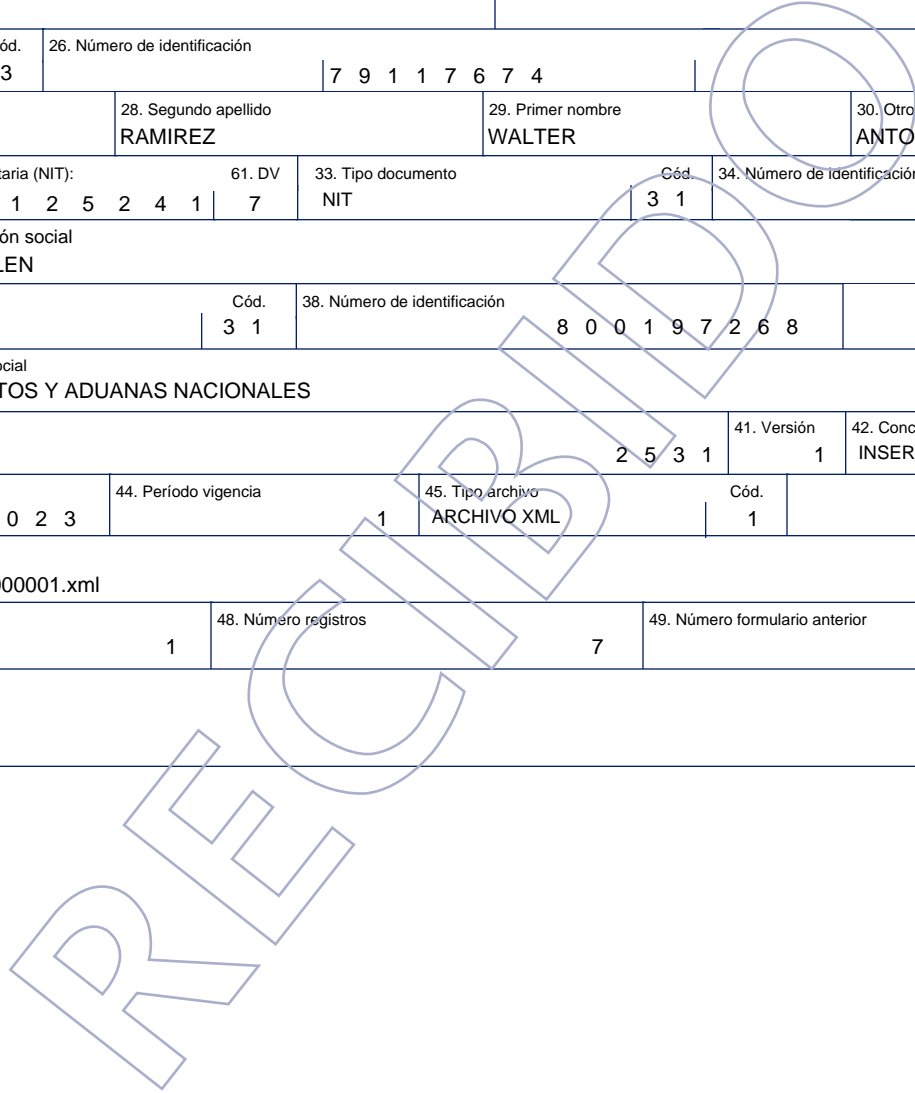 ód. 26. Número de identificación
3 7 9 1 1 7 6 7 4
28. Segundo apellido 29. Primer nombre 30. Otro
RAMIREZ WALTER ANTO
taria (NIT): 61. DV 33. Tipo documento Cód. 34. Número de identificación
1 2 5 2 4 1 7 NIT 3 1
ón social
LEN
Cód. 38. Número de identificación
3 1 8 0 0 1 9 7 2 6 8
ocial
TOS Y ADUANAS NACIONALES
41. Versión 42. Conc
2 5 3 1 1 INSER
44. Período vigencia 45. Tipo archivo Cód.
0 2 3 1 ARCHIVO XML 1
000001.xml
48. Número registros 49. Número formulario anterior
1 7
RECIBIDO